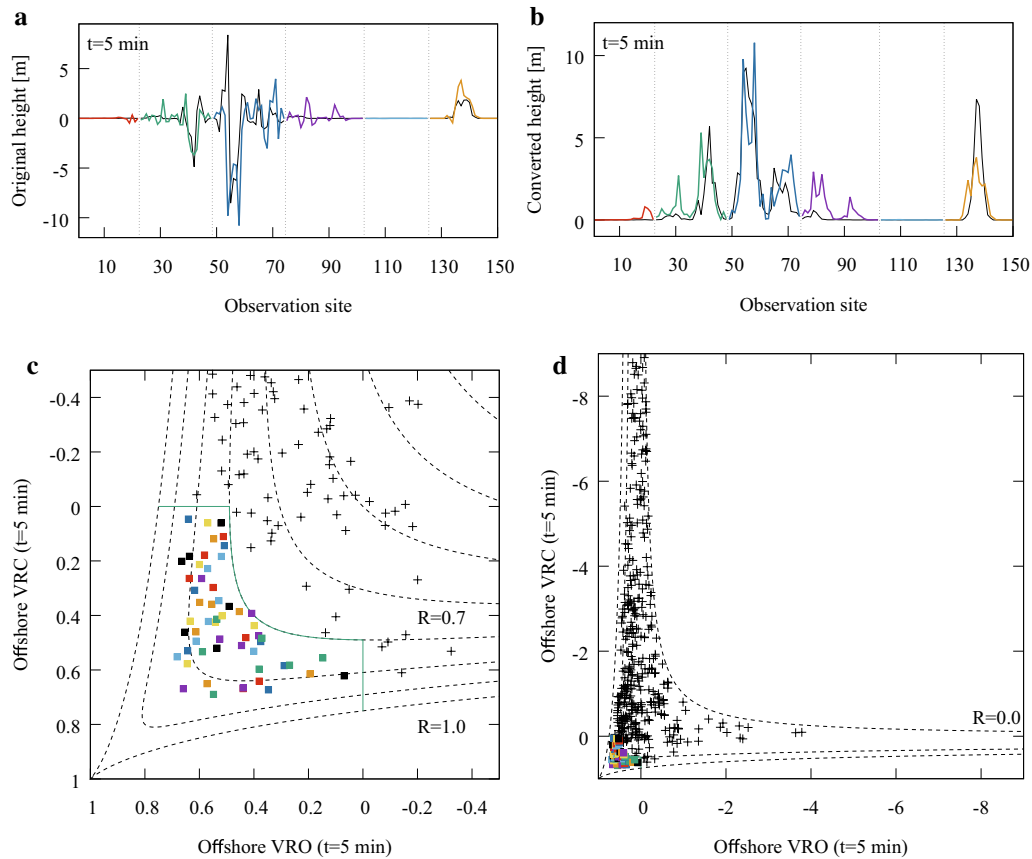 a
t=5 min
Original height [m]
5
0
-5
-10
10 30 50 70 90 110 130 150
Observation site
b
t=5 min
Converted height [m]
10
5
0
10 30 50 70 90 110 130 150
Observation site
c
Offshore VRC (t=5 min)
-0.4
-0.2
0
0.2
0.4
0.6
0.8
1
R=0.7
R=1.0
1 0.8 0.6 0.4 0.2 0 -0.2 -0.4
Offshore VRO (t=5 min)
d
Offshore VRC (t=5 min)
-8
-6
-4
-2
0
R=0.0
0 -2 -4 -6 -8
Offshore VRO (t=5 min)